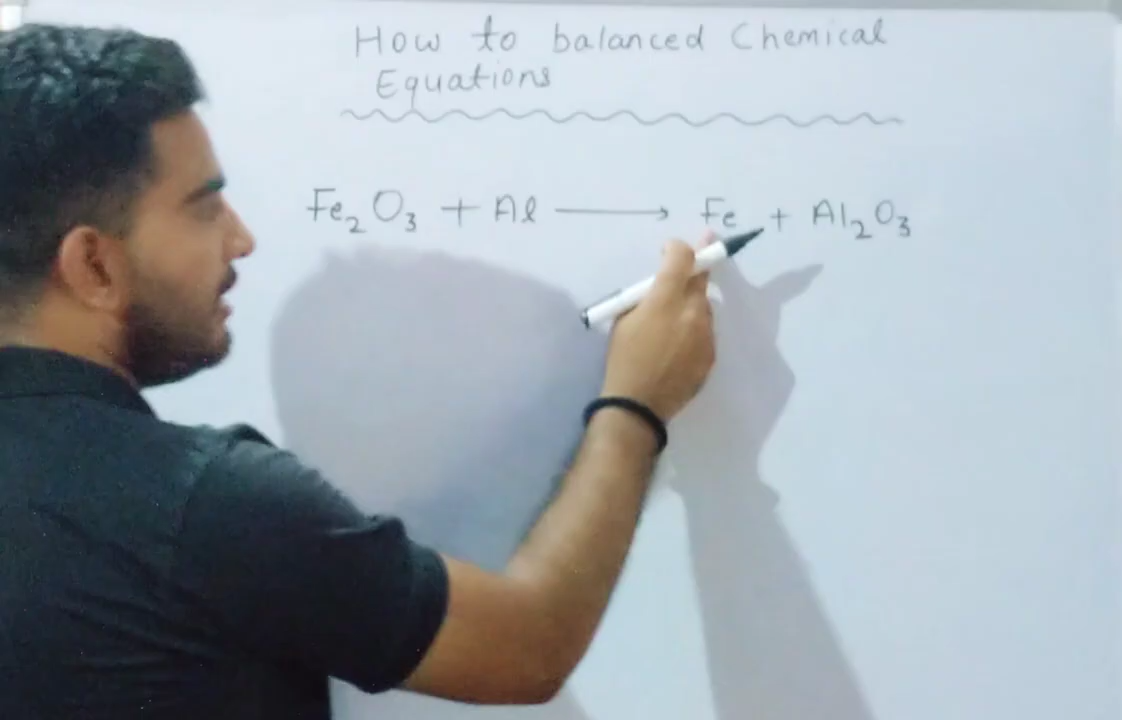 How to balanced Chemical
Equations
Fe₂O₃ + Al ⟶ Fe + Al₂O₃